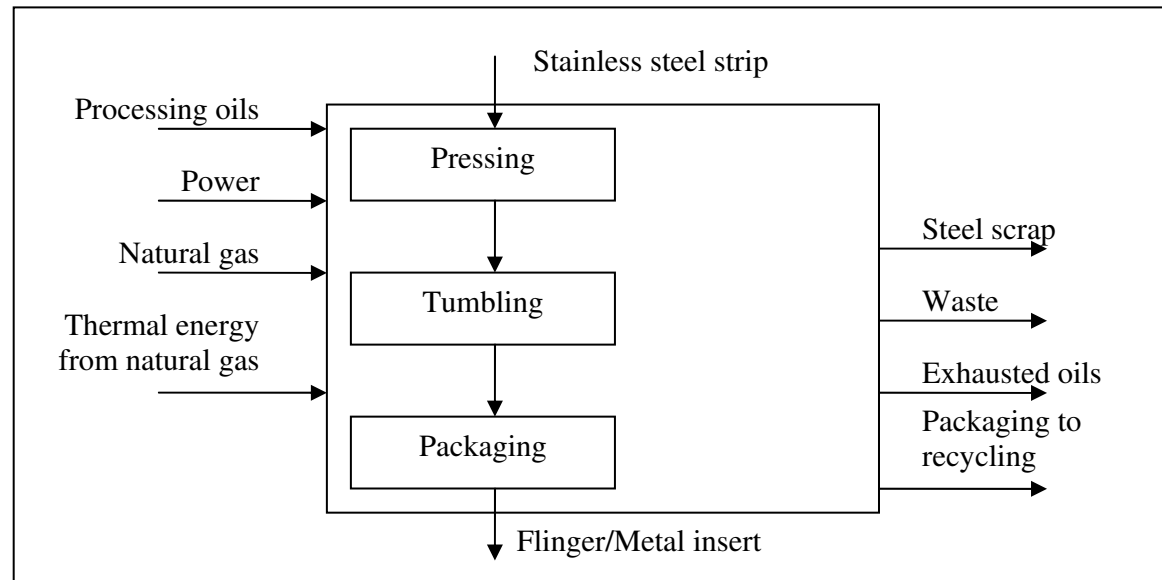 Stainless steel strip
Processing oils
Pressing
Power
Steel scrap
Natural gas
Tumbling
Waste
Thermal energy
from natural gas
Exhausted oils
Packaging
Packaging to
recycling
Flinger/Metal insert